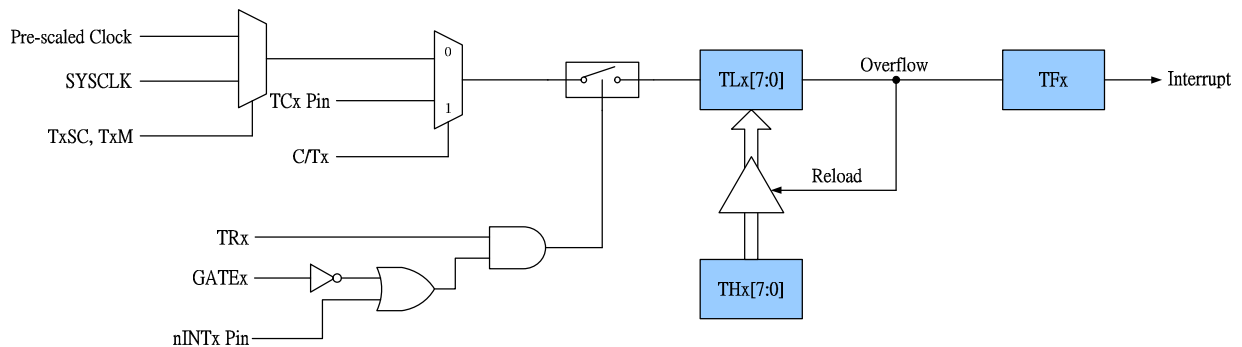 Pre-scaled Clock
SYSCLK
TxSC, TxM
0
TCx Pin
1
C/Tx
TLx[7:0]
Overflow
TFx
Interrupt
Reload
TRx
GATEx
nINTx Pin
THx[7:0]